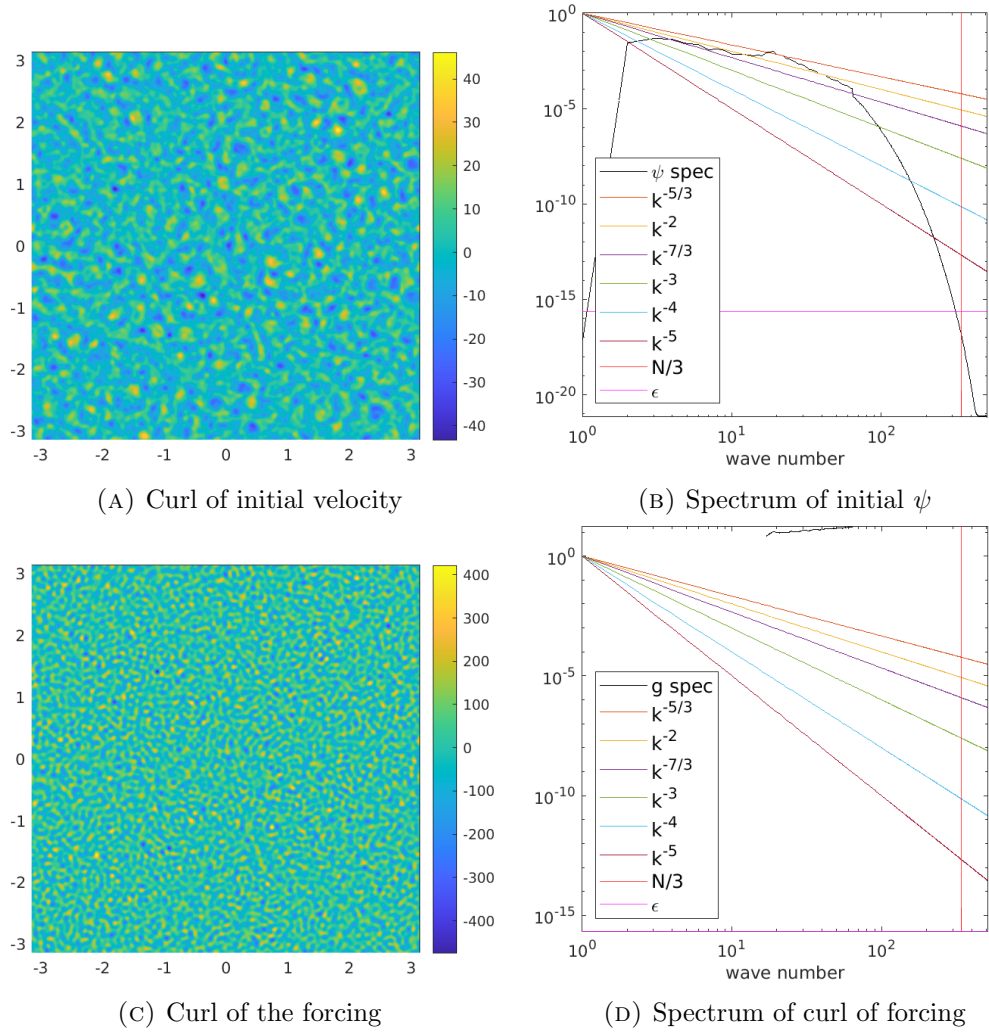 3
2
1
0
-1
-2
-3
-3 -2 -1 0 1 2 3
40
30
20
10
0
-10
-20
-30
-40
(A) Curl of initial velocity
10^0
10^-5
10^-10
10^-15
10^-20
ψ spec
k^-5/3
k^-2
k^-7/3
k^-3
k^-4
k^-5
N/3
ϵ
10^0 10^1 10^2
wave number
(B) Spectrum of initial ψ
3
2
1
0
-1
-2
-3
-3 -2 -1 0 1 2 3
400
300
200
100
0
-100
-200
-300
-400
(C) Curl of the forcing
10^0
10^-5
10^-10
10^-15
g spec
k^-5/3
k^-2
k^-7/3
k^-3
k^-4
k^-5
N/3
ϵ
10^0 10^1 10^2
wave number
(D) Spectrum of curl of forcing